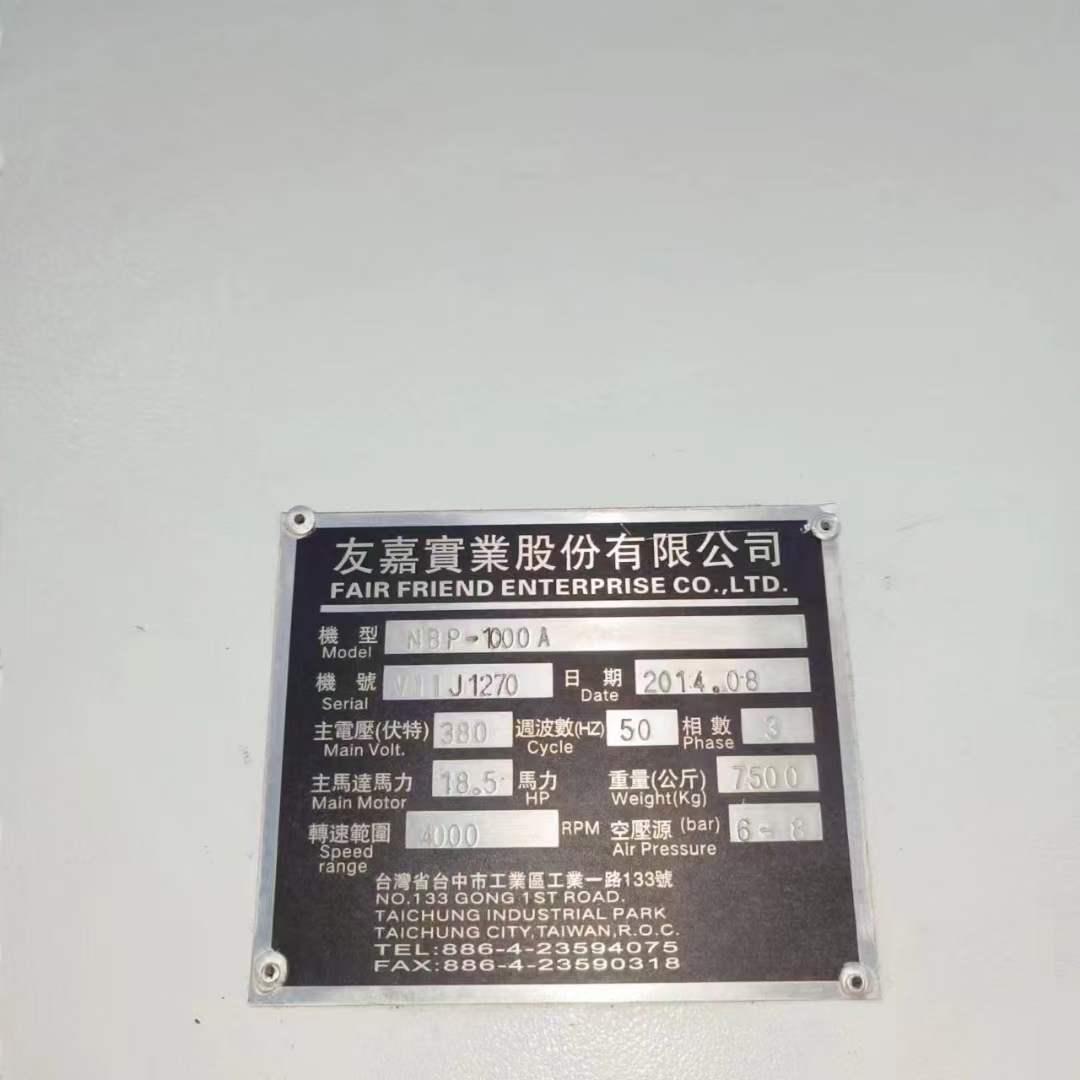 友嘉實業股份有限公司
FAIR FRIEND ENTERPRISE CO.,LTD.
機型 NBP-1000A
Model
機號 V11J1270 日期 2014.08
Serial Date
主電壓(伏特) 380 週波數(HZ) 50 相數 3
Main Volt. Cycle Phase
主馬達馬力 18.5 馬力 重量(公斤) 7500
Main Motor HP Weight(Kg)
轉速範圍 4000 RPM 空壓源 (bar) 6-8
Speed range Air Pressure
台灣省台中市工業區工業一路133號
NO.133 GONG 1ST ROAD.
TAICHUNG INDUSTRIAL PARK
TAICHUNG CITY,TAIWAN,R.O.C.
TEL:886-4-23594075
FAX:886-4-23590318